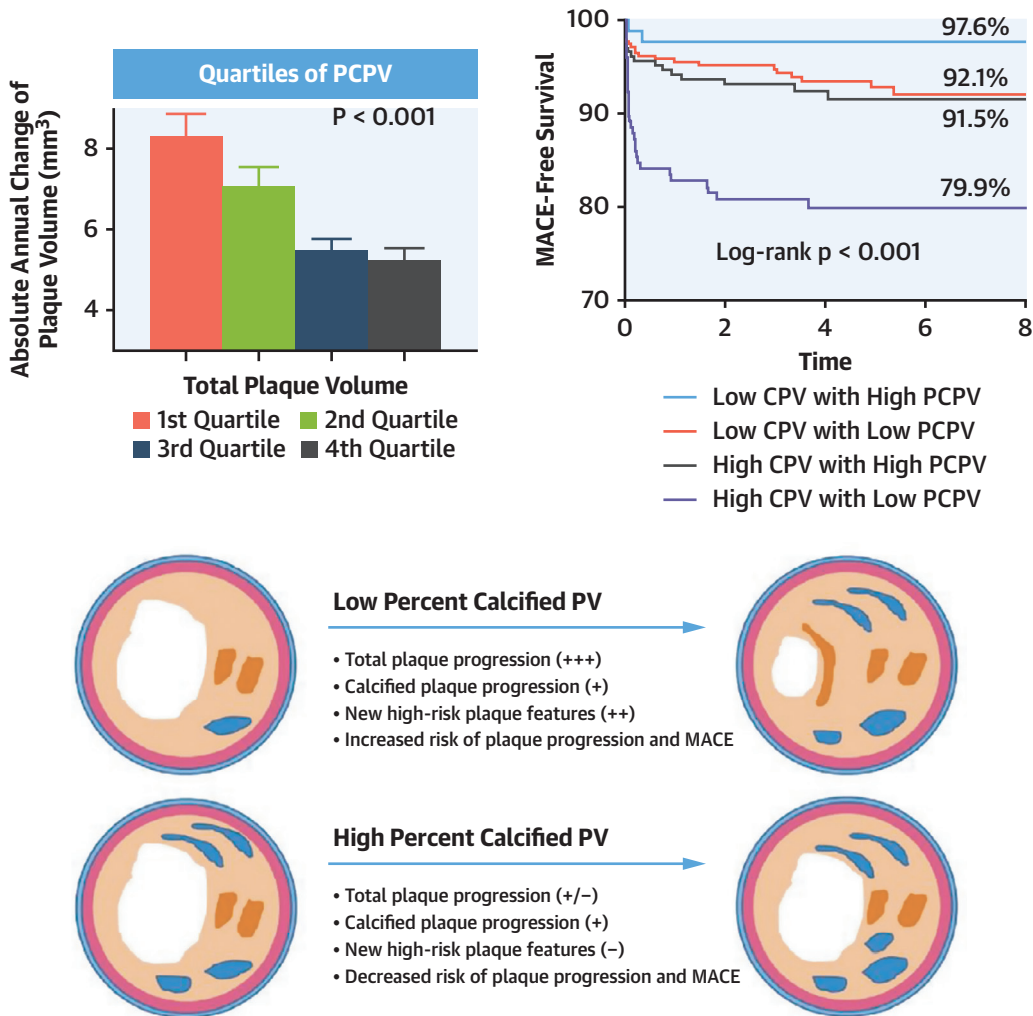 Quartiles of PCPV
P < 0.001
Absolute Annual Change of
Plaque Volume (mm³)
8
6
4
Total Plaque Volume
1st Quartile
2nd Quartile
3rd Quartile
4th Quartile
MACE-Free Survival
100
90
80
70
97.6%
92.1%
91.5%
79.9%
Log-rank p < 0.001
0
2
4
6
8
Time
Low CPV with High PCPV
Low CPV with Low PCPV
High CPV with High PCPV
High CPV with Low PCPV
Low Percent Calcified PV
• Total plaque progression (+++)
• Calcified plaque progression (+)
• New high-risk plaque features (++)
• Increased risk of plaque progression and MACE
High Percent Calcified PV
• Total plaque progression (+/−)
• Calcified plaque progression (+)
• New high-risk plaque features (−)
• Decreased risk of plaque progression and MACE